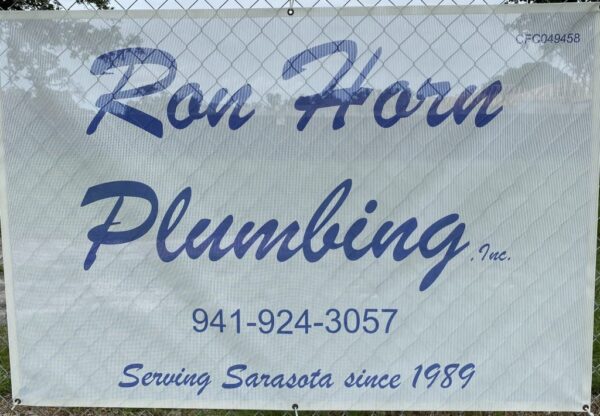 CFC049458
Ron Horn
Plumbing, Inc.
941-924-3057
Serving Sarasota since 1989